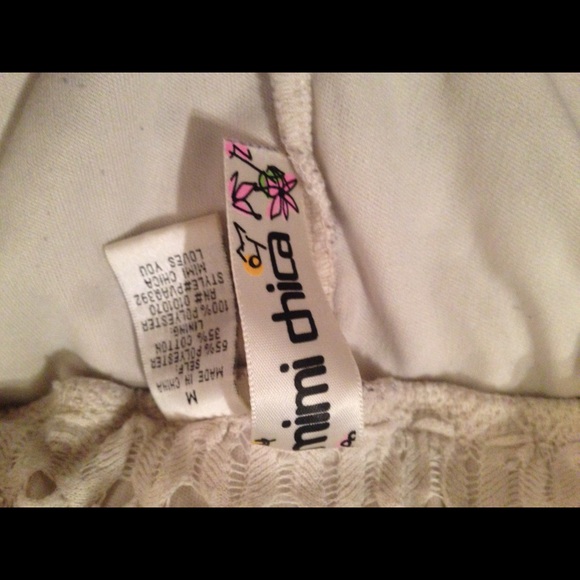 mimi chica
M
MADE IN CHINA
SELF
65% POLYESTER
35% COTTON
LINING
100% POLYESTER
RN# 0101070
STYLE#PVA9392
MIMI CHICA
LOVES YOU